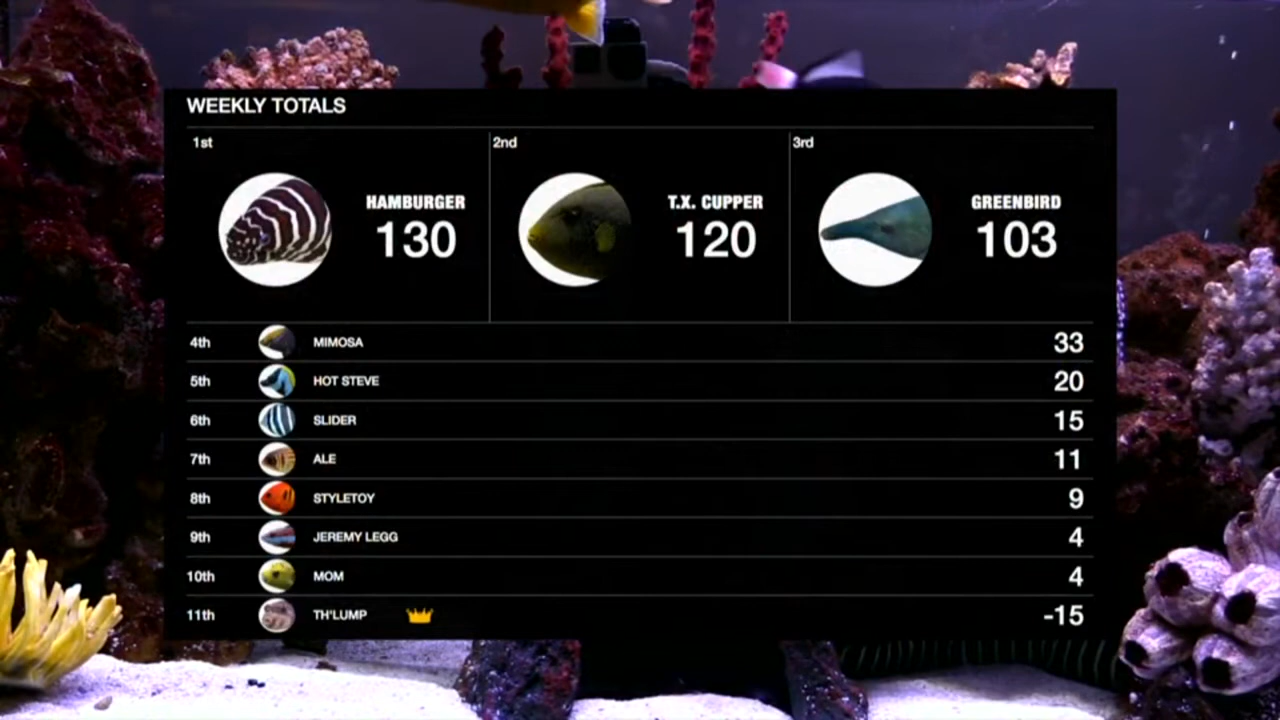 WEEKLY TOTALS
1st
HAMBURGER
130
2nd
T.X. CUPPER
120
3rd
GREENBIRD
103
4th MIMOSA 33
5th HOT STEVE 20
6th SLIDER 15
7th ALE 11
8th STYLETOY 9
9th JEREMY LEGG 4
10th MOM 4
11th TH'LUMP -15